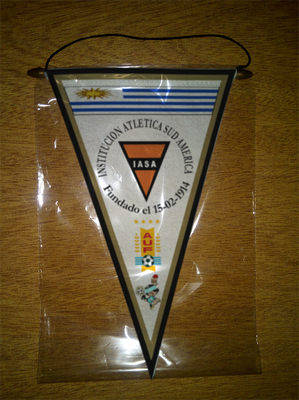 INSTITUCION ATLETICA SUD AMERICA
IASA
Fundado el 15-02-1914
AUF